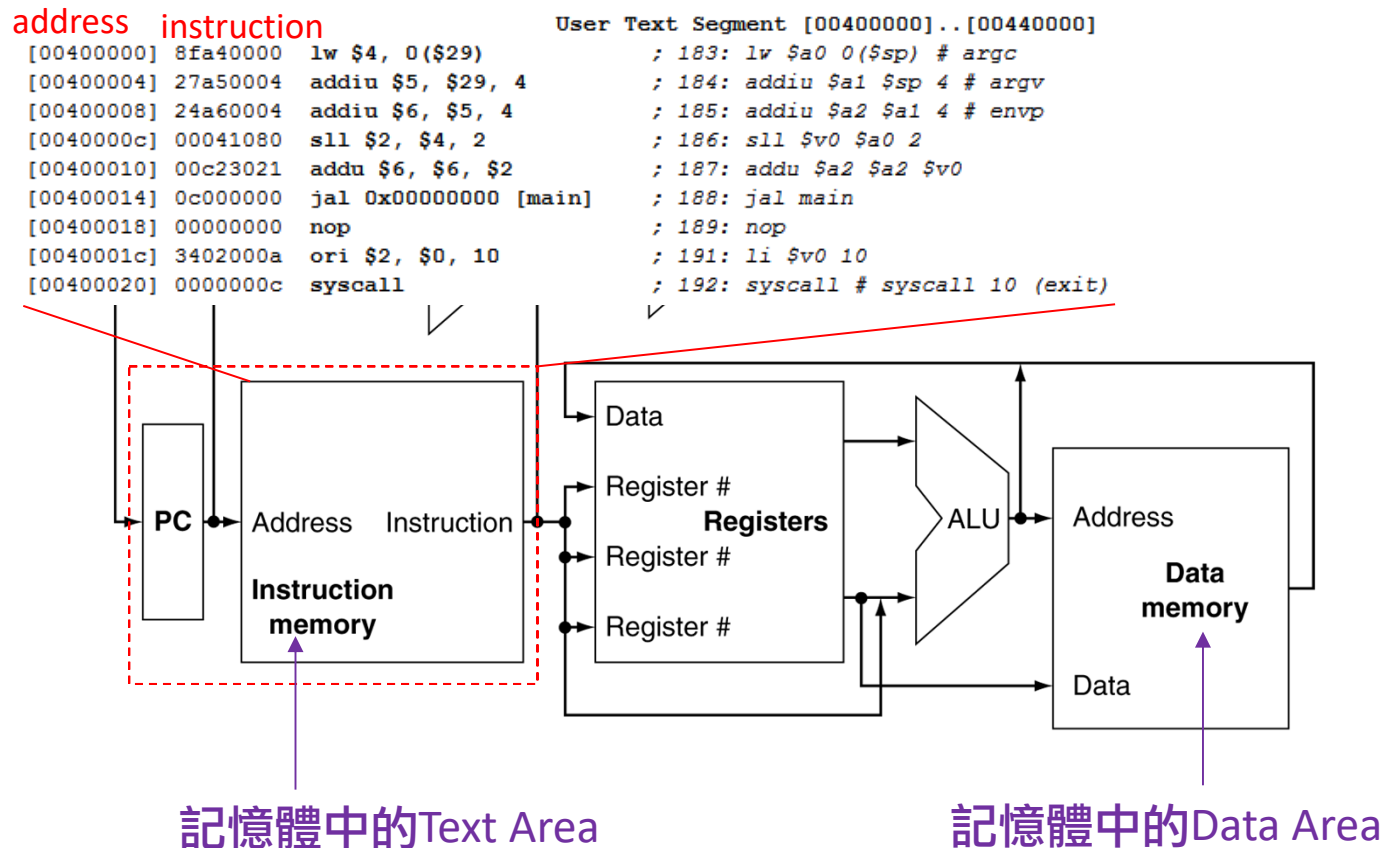 address instruction
User Text Segment [00400000]..[00440000]
[00400000] 8fa40000 lw $4, 0($29) ; 183: lw $a0 0($sp) # argc
[00400004] 27a50004 addiu $5, $29, 4 ; 184: addiu $a1 $sp 4 # argv
[00400008] 24a60004 addiu $6, $5, 4 ; 185: addiu $a2 $a1 4 # envp
[0040000c] 00041080 sll $2, $4, 2 ; 186: sll $v0 $a0 2
[00400010] 00c23021 addu $6, $6, $2 ; 187: addu $a2 $a2 $v0
[00400014] 0c000000 jal 0x00000000 [main] ; 188: jal main
[00400018] 00000000 nop ; 189: nop
[0040001c] 3402000a ori $2, $0, 10 ; 191: li $v0 10
[00400020] 0000000c syscall ; 192: syscall # syscall 10 (exit)
PC
Address Instruction
Instruction
memory
Data
Register #
Registers
Register #
Register #
ALU
Address
Data
memory
Data
記憶體中的Text Area
記憶體中的Data Area